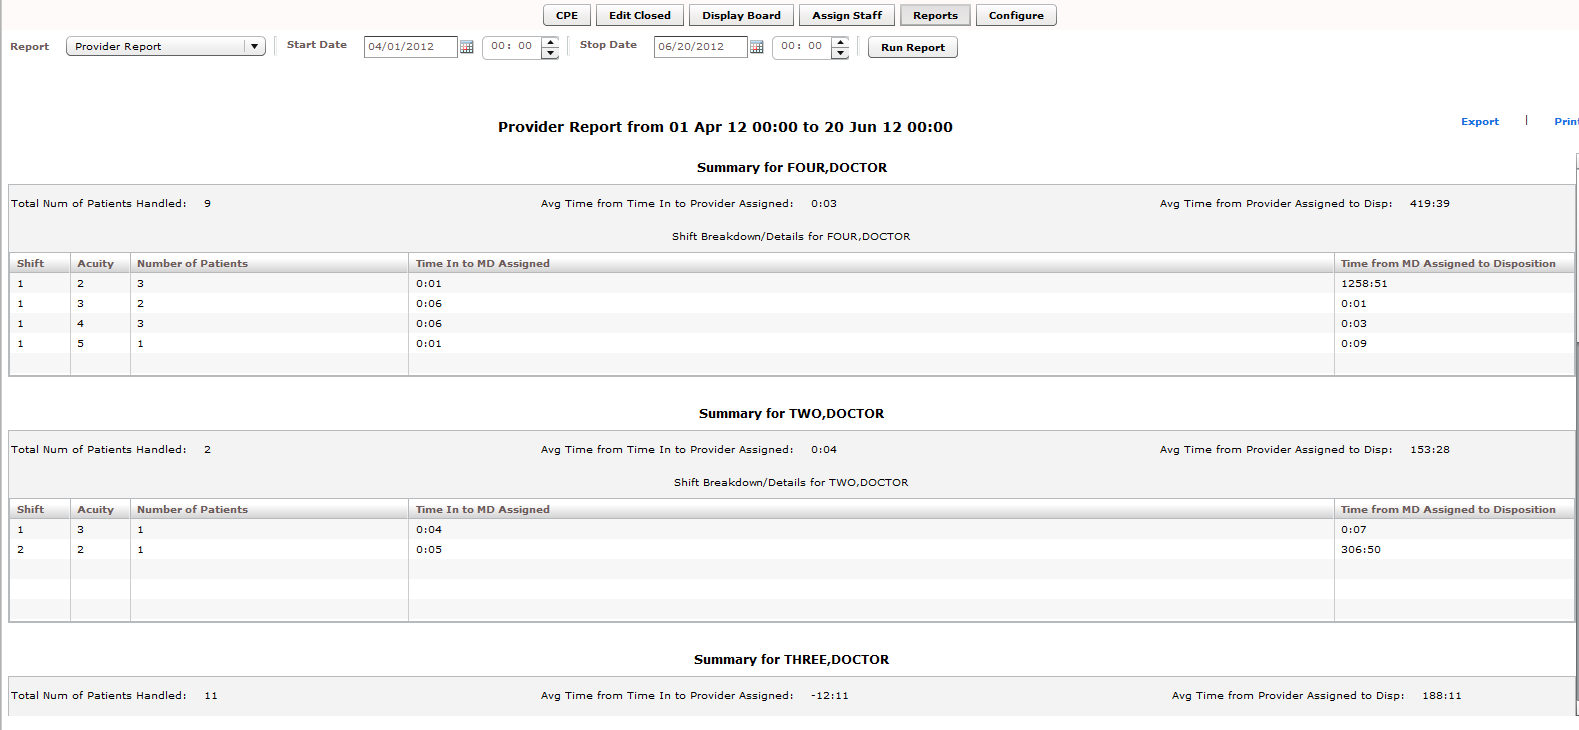 CPE Edit Closed Display Board Assign Staff Reports Configure
Report Provider Report Start Date 04/01/2012 00: 00 Stop Date 06/20/2012 00: 00 Run Report
Provider Report from 01 Apr 12 00:00 to 20 Jun 12 00:00
Export | Print
Summary for FOUR,DOCTOR
Total Num of Patients Handled: 9 Avg Time from Time In to Provider Assigned: 0:03 Avg Time from Provider Assigned to Disp: 419:39
Shift Breakdown/Details for FOUR,DOCTOR
Shift Acuity Number of Patients Time In to MD Assigned Time from MD Assigned to Disposition
1 2 3 0:01 1258:51
1 3 2 0:06 0:01
1 4 3 0:06 0:03
1 5 1 0:01 0:09
Summary for TWO,DOCTOR
Total Num of Patients Handled: 2 Avg Time from Time In to Provider Assigned: 0:04 Avg Time from Provider Assigned to Disp: 153:28
Shift Breakdown/Details for TWO,DOCTOR
Shift Acuity Number of Patients Time In to MD Assigned Time from MD Assigned to Disposition
1 3 1 0:04 0:07
2 2 1 0:05 306:50
Summary for THREE,DOCTOR
Total Num of Patients Handled: 11 Avg Time from Time In to Provider Assigned: -12:11 Avg Time from Provider Assigned to Disp: 188:11